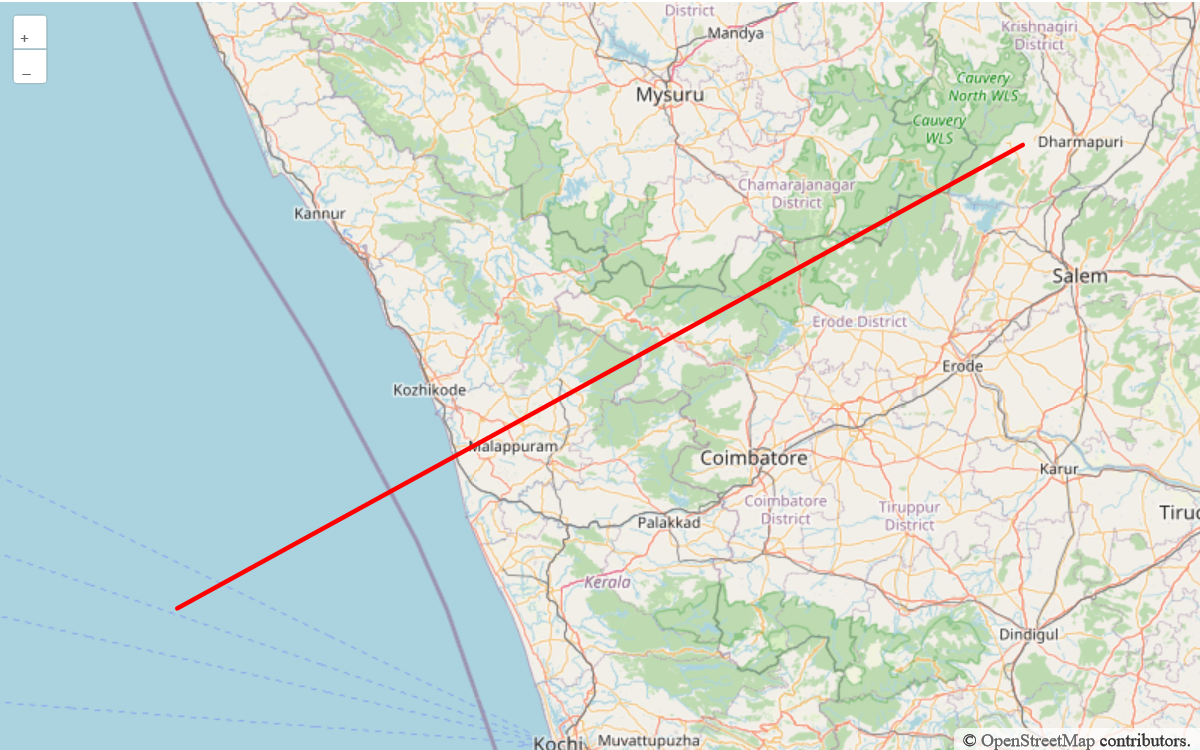 District
Mandya
Krishnagiri
District
+
–
Mysuru
Cauvery
North WLS
Cauvery
WLS
Dharmapuri
Chamarajanagar
District
Kannur
Salem
Erode District
Erode
Kozhikode
Malappuram
Coimbatore
Karur
Coimbatore
District
Tiruppur
District
Tiruc
Palakkad
Kerala
Dindigul
Kochi
Muvattupuzha
© OpenStreetMap contributors.